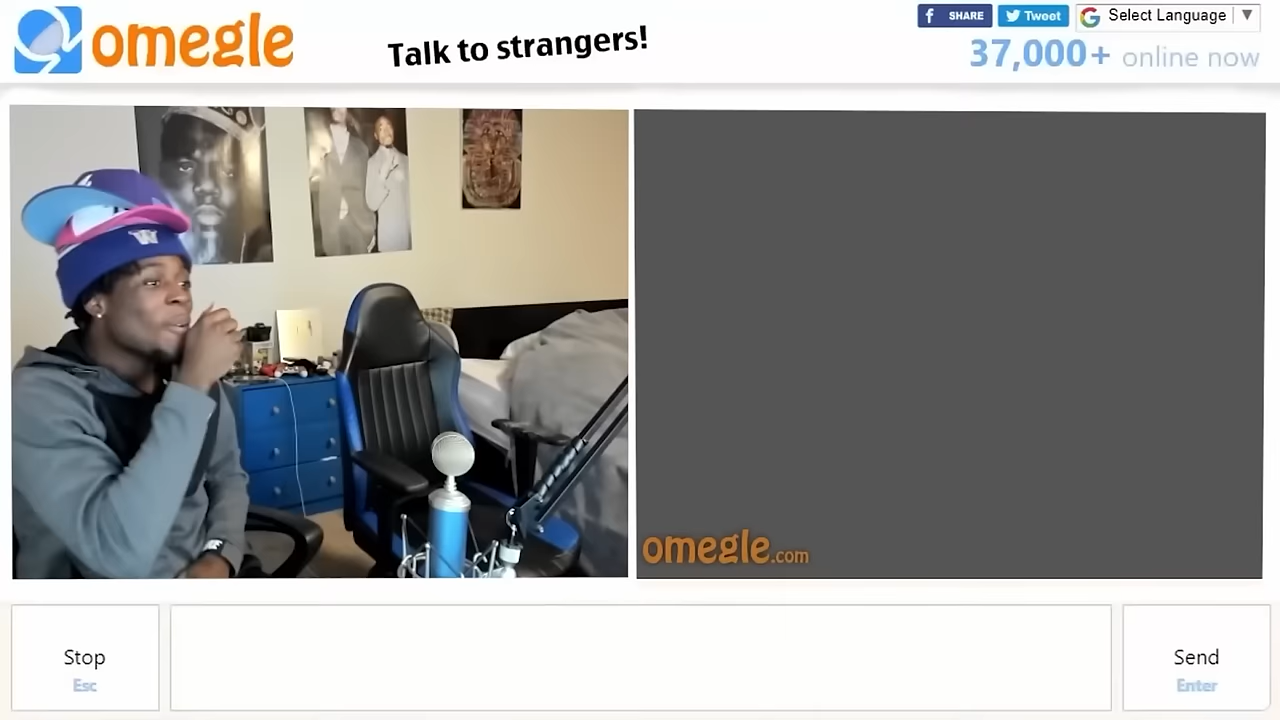 omegle
Talk to strangers!
SHARE
Tweet
Select Language
37,000+ online now
W
omegle.com
Stop
Esc
Send
Enter